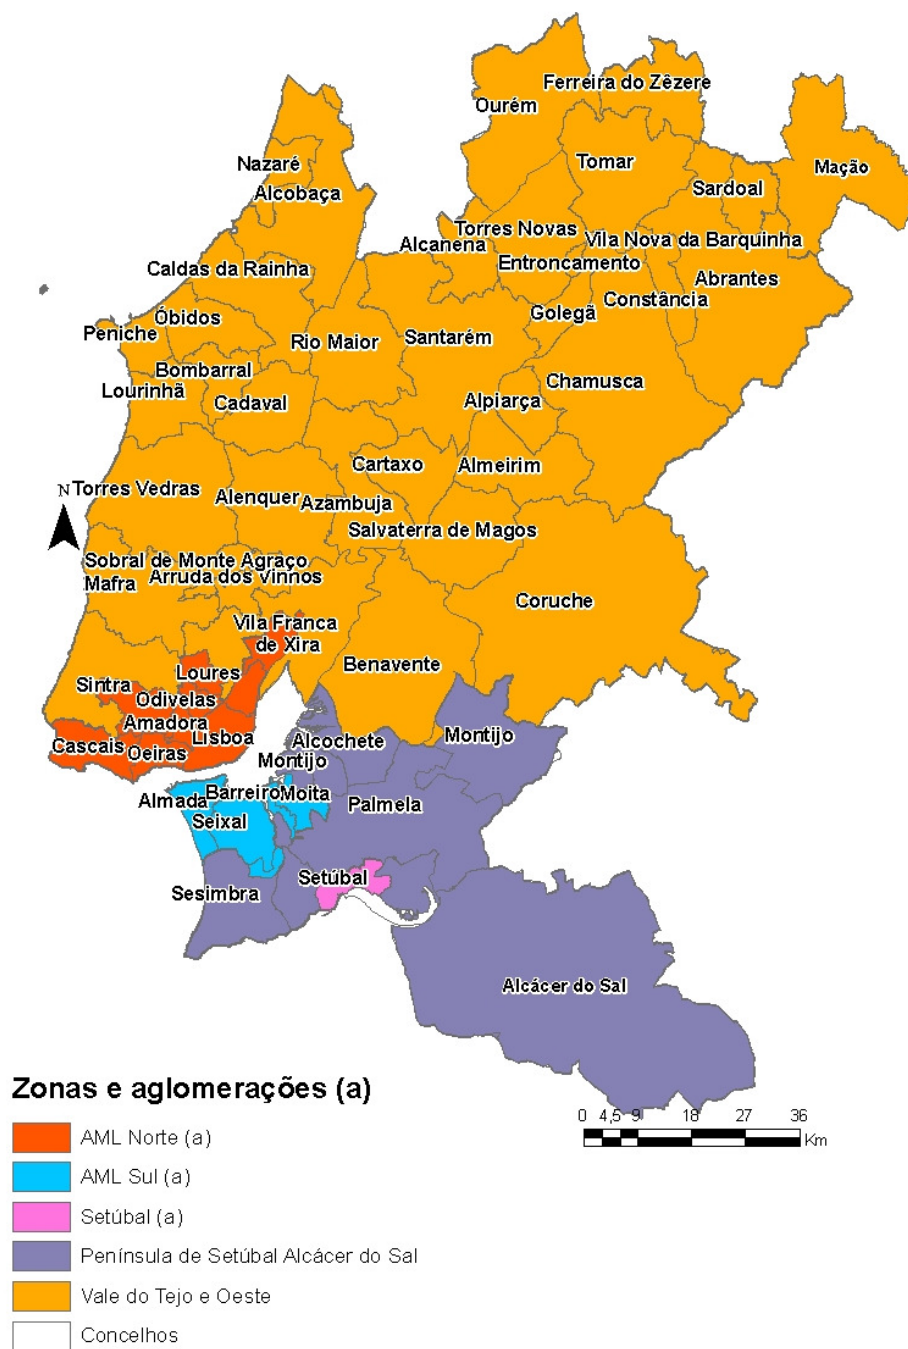 Ferreira do Zêzere
Ourém
Nazaré
Tomar
Mação
Alcobaça
Sardoal
Torres Novas
Alcanena
Vila Nova da Barquinha
Caldas da Rainha
Entroncamento
Abrantes
Constância
Golegã
Óbidos
Peniche
Rio Maior
Santarém
Bombarral
Chamusca
Lourinhã
Cadaval
Alpiarça
Cartaxo
Almeirim
N
Torres Vedras
Alenquer
Azambuja
Salvaterra de Magos
Sobral de Monte Agraço
Mafra
Arruda dos Vinhos
Coruche
Vila Franca
de Xira
Benavente
Loures
Sintra
Odivelas
Amadora
Lisboa
Cascais
Oeiras
Alcochete
Montijo
Montijo
Almada
Barreiro
Moita
Palmela
Seixal
Setúbal
Sesimbra
Alcácer do Sal
Zonas e aglomerações (a)
AML Norte (a)
AML Sul (a)
Setúbal (a)
Península de Setúbal Alcácer do Sal
Vale do Tejo e Oeste
Concelhos
0 4,5 9 18 27 36
Km